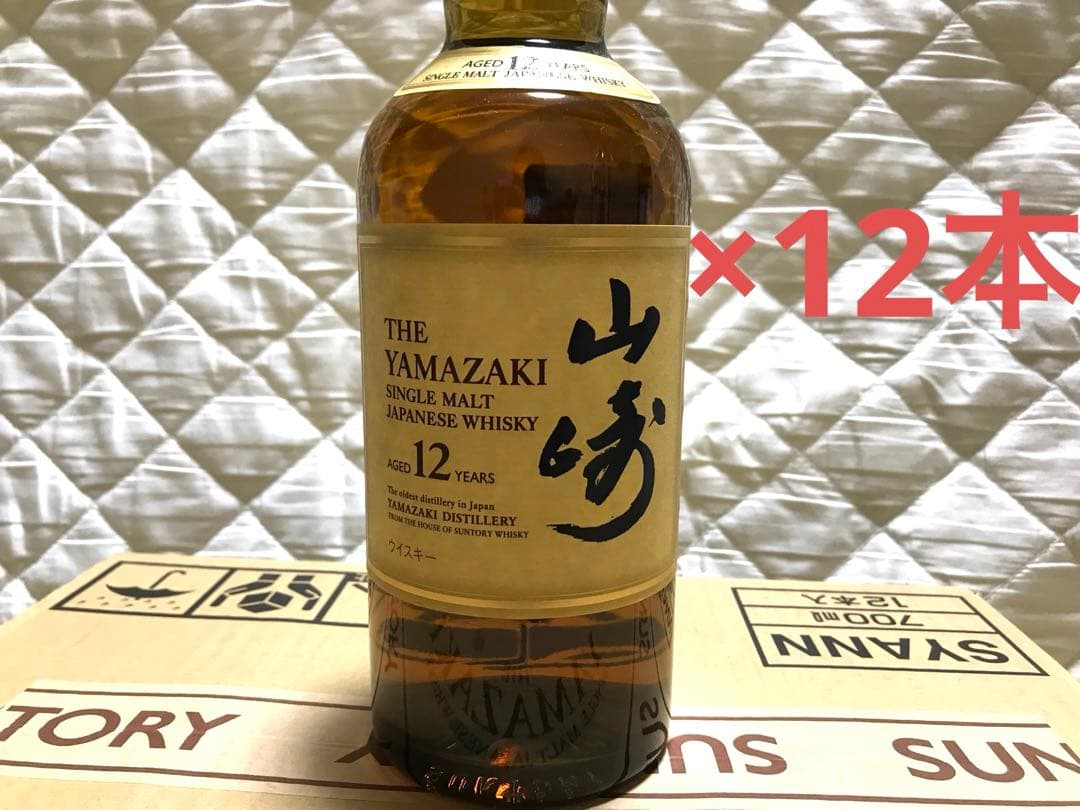 AGED 12 YEARS
SINGLE MALT JAPANESE WHISKY
×12本
THE
YAMAZAKI
SINGLE MALT
JAPANESE WHISKY
AGED 12 YEARS
The oldest distillery in Japan
YAMAZAKI DISTILLERY
FROM THE HOUSE OF SUNTORY WHISKY
ウイスキー
山崎
SYANN
700㎖
12本入
TORY
SUN
SUN